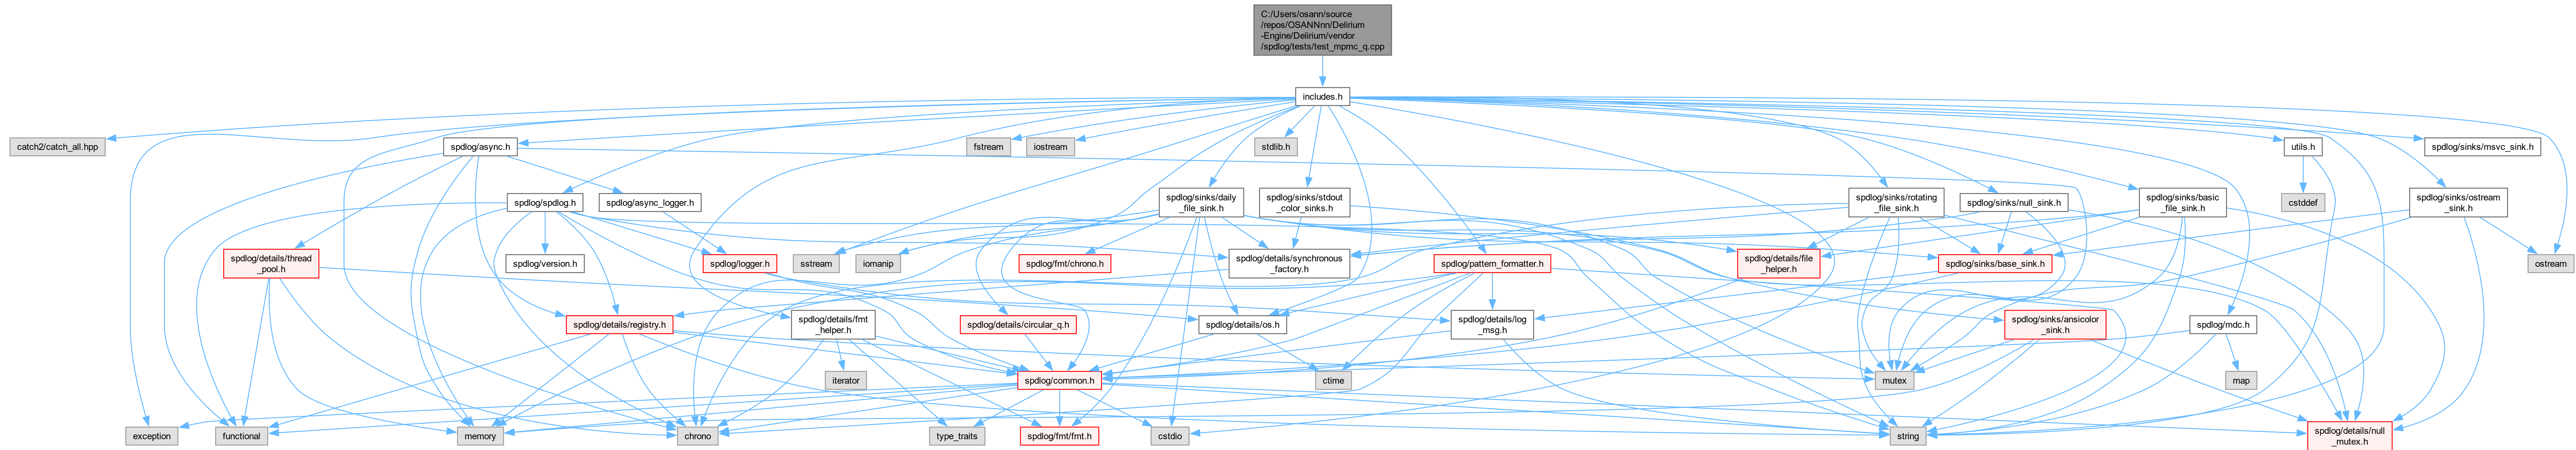 C:/Users/osann/source
/repos/OSANNnn/Delirium
-Engine/Delirium/vendor
/spdlog/tests/test_mpmc_q.cpp
includes.h
catch2/catch_all.hpp
spdlog/async.h
fstream
iostream
stdlib.h
utils.h
spdlog/sinks/msvc_sink.h
spdlog/spdlog.h
spdlog/async_logger.h
spdlog/sinks/daily
_file_sink.h
spdlog/sinks/stdout
_color_sinks.h
spdlog/sinks/rotating
_file_sink.h
spdlog/sinks/null_sink.h
spdlog/sinks/basic
_file_sink.h
cstddef
spdlog/sinks/ostream
_sink.h
spdlog/details/thread
_pool.h
spdlog/version.h
spdlog/logger.h
sstream
iomanip
spdlog/fmt/chrono.h
spdlog/details/synchronous
_factory.h
spdlog/pattern_formatter.h
spdlog/details/file
_helper.h
spdlog/sinks/base_sink.h
ostream
spdlog/details/registry.h
spdlog/details/fmt
_helper.h
spdlog/details/circular_q.h
spdlog/details/os.h
spdlog/details/log
_msg.h
spdlog/sinks/ansicolor
_sink.h
spdlog/mdc.h
iterator
spdlog/common.h
ctime
mutex
map
exception
functional
memory
chrono
type_traits
spdlog/fmt/fmt.h
cstdio
string
spdlog/details/null
_mutex.h